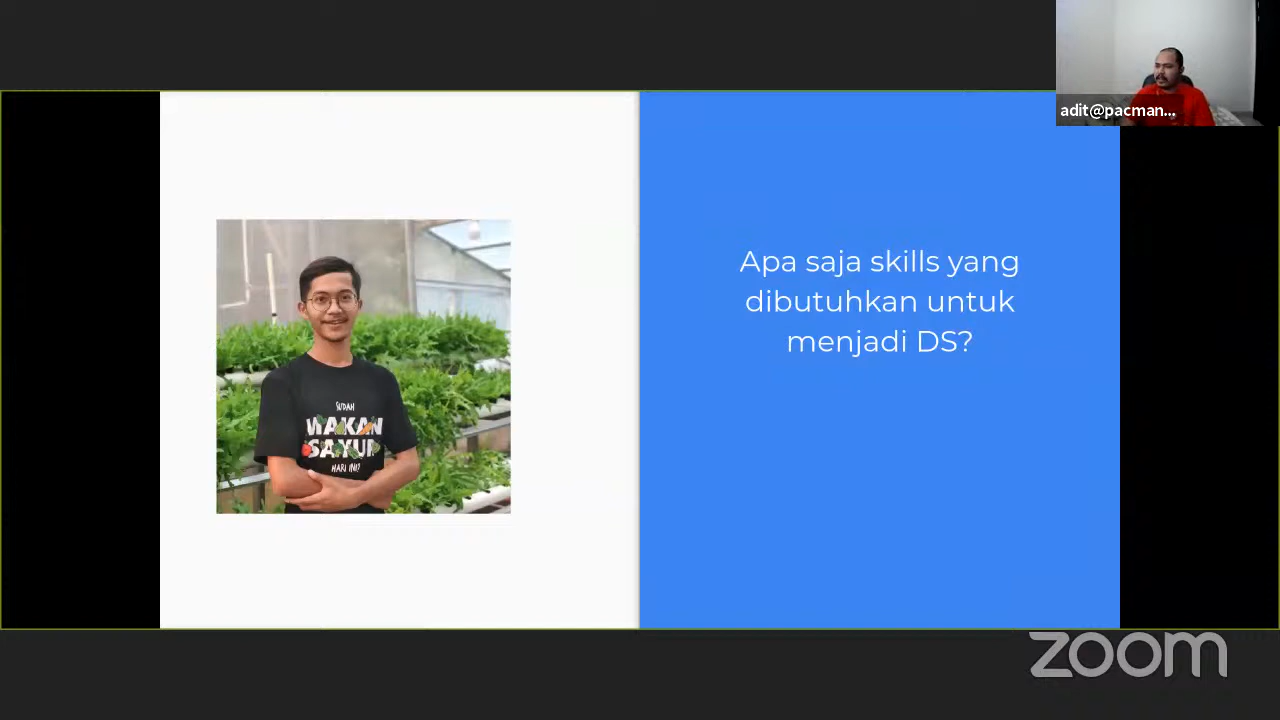 adit@pacman...
Apa saja skills yang
dibutuhkan untuk
menjadi DS?
SUDAH
MAKAN
SAYUR
HARI INI?
zoom